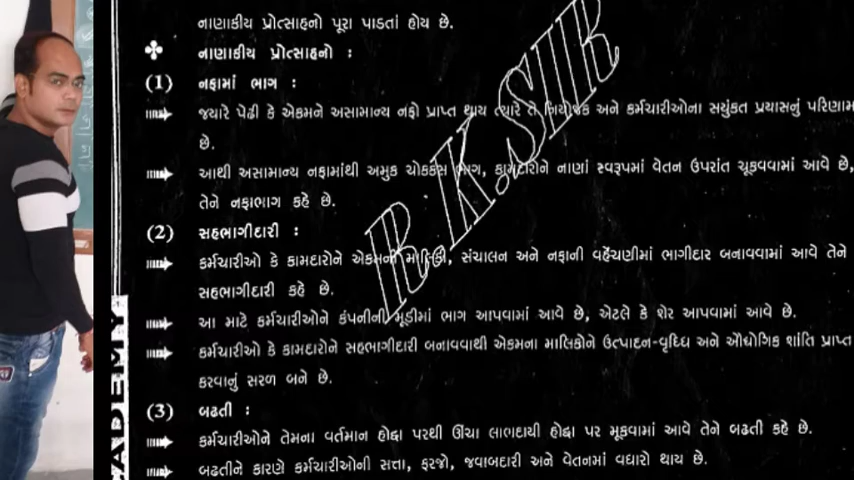 નાણાકીય પ્રોત્સાહનો પૂરા પાડતાં હોય છે.
નાણાકીય પ્રોત્સાહનો :
(1) નફામાં ભાગ :
જ્યારે પેઢી કે એકમને અસામાન્ય નફો પ્રાપ્ત થાય ત્યારે તે નિયોજક અને કર્મચારીઓના સયુંકત પ્રયાસનું પરિણામ
છે.
આથી અસામાન્ય નફામાંથી અમુક ચોકકસ ભાગ, કામદારોને નાણાં સ્વરૂપમાં વેતન ઉપરાંત ચૂકવવામાં આવે છે,
તેને નફાભાગ કહે છે.
(2) સહભાગીદારી :
કર્મચારીઓ કે કામદારોને એકમની માલિકી, સંચાલન અને નફાની વહેંચણીમાં ભાગીદાર બનાવવામાં આવે તેને
સહભાગીદારી કહે છે.
આ માટે કર્મચારીઓને કંપનીની મૂડીમાં ભાગ આપવામાં આવે છે, એટલે કે શેર આપવામાં આવે છે.
કર્મચારીઓ કે કામદારોને સહભાગીદારી બનાવવાથી એકમના માલિકોને ઉત્પાદન-વૃદ્ધિ અને ઔદ્યોગિક શાંતિ પ્રાપ્ત
કરવાનું સરળ બને છે.
(3) બઢતી :
કર્મચારીઓને તેમના વર્તમાન હોદ્દા પરથી ઊંચા લાભદાયી હોદ્દા પર મૂકવામાં આવે તેને બઢતી કહે છે.
બઢતીને કારણે કર્મચારીઓની સત્તા, ફરજો, જવાબદારી અને વેતનમાં વધારો થાય છે.
R.K.SIR
CADEMY